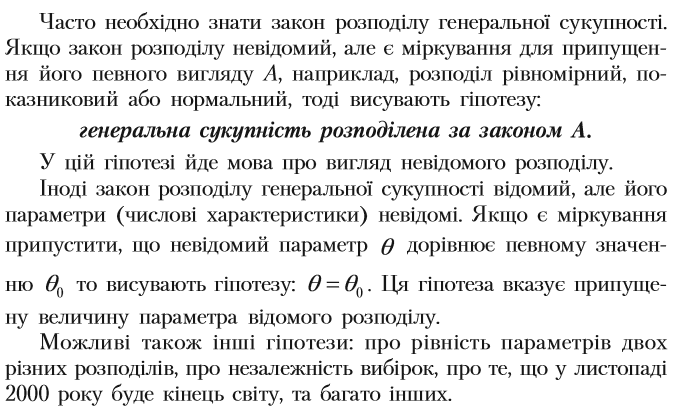 Часто необхідно знати закон розподілу генеральної сукупності.
Якщо закон розподілу невідомий, але є міркування для припущен-
ня його певного вигляду А, наприклад, розподіл рівномірний, по-
казниковий або нормальний, тоді висувають гіпотезу:
генеральна сукупність розподілена за законом А.
У цій гіпотезі йде мова про вигляд невідомого розподілу.
Іноді закон розподілу генеральної сукупності відомий, але його
параметри (числові характеристики) невідомі. Якщо є міркування
припустити, що невідомий параметр θ дорівнює певному значен-
ню θ₀ то висувають гіпотезу: θ = θ₀. Ця гіпотеза вказує припуще-
ну величину параметра відомого розподілу.
Можливі також інші гіпотези: про рівність параметрів двох
різних розподілів, про незалежність вибірок, про те, що у листопаді
2000 року буде кінець світу, та багато інших.